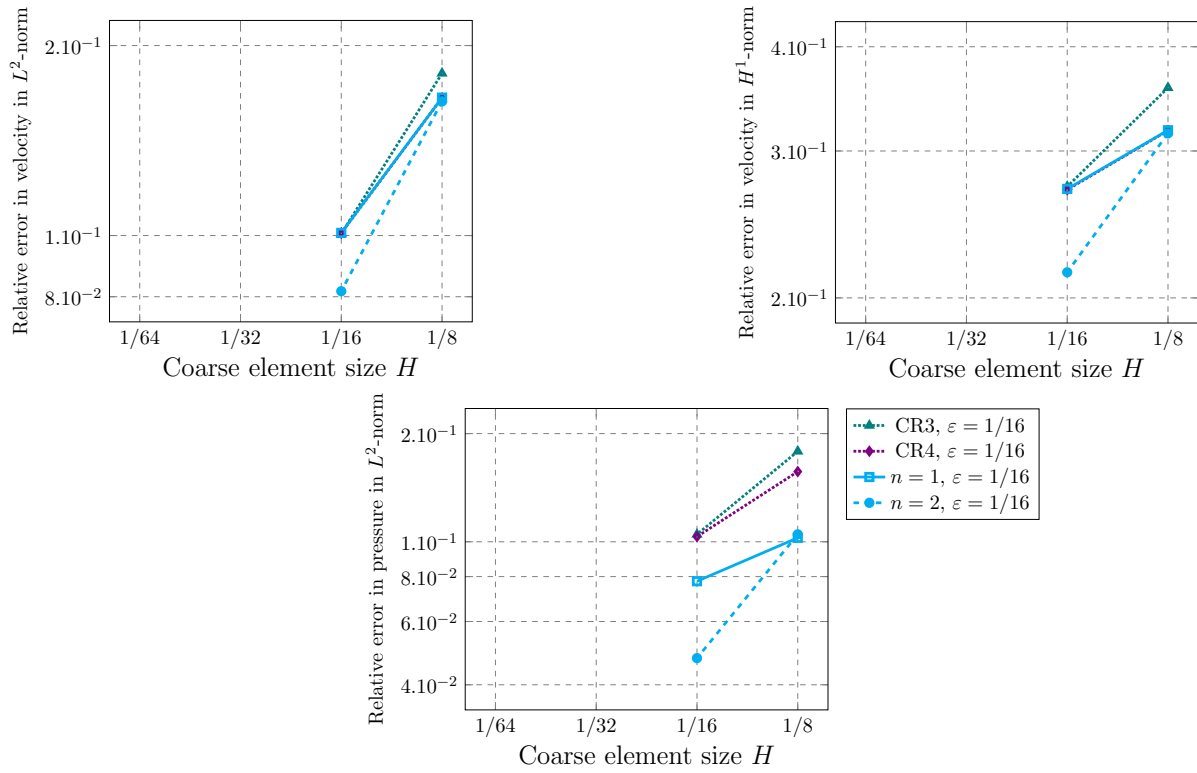 Relative error in velocity in L²-norm
2.10⁻¹
1.10⁻¹
8.10⁻²
1/64 1/32 1/16 1/8
Coarse element size H
Relative error in velocity in H¹-norm
4.10⁻¹
3.10⁻¹
2.10⁻¹
1/64 1/32 1/16 1/8
Coarse element size H
Relative error in pressure in L²-norm
2.10⁻¹
1.10⁻¹
8.10⁻²
6.10⁻²
4.10⁻²
1/64 1/32 1/16 1/8
Coarse element size H
CR3, ε = 1/16
CR4, ε = 1/16
n = 1, ε = 1/16
n = 2, ε = 1/16